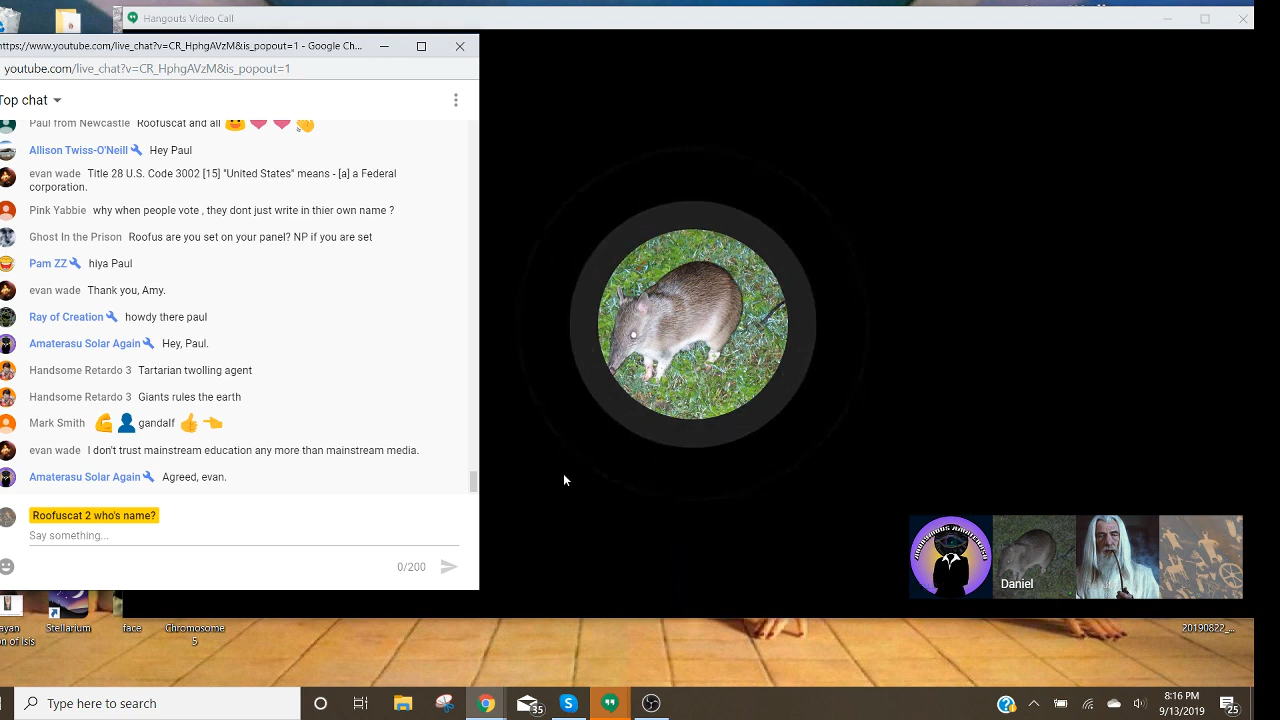 Hangouts Video Call
https://www.youtube.com/live_chat?v=CR_HphgAVzM&is_popout=1 - Google Ch...
youtube.com/live_chat?v=CR_HphgAVzM&is_popout=1
Top chat
Paul from Newcastle Roofuscat and all
Allison Twiss-O'Neill Hey Paul
evan wade Title 28 U.S. Code 3002 [15] "United States" means - [a] a Federal
corporation.
Pink Yabbie why when people vote , they dont just write in thier own name ?
Ghost In the Prison Roofus are you set on your panel? NP if you are set
Pam ZZ hiya Paul
evan wade Thank you, Amy.
Ray of Creation howdy there paul
Amaterasu Solar Again Hey, Paul.
Handsome Retardo 3 Tartarian twolling agent
Handsome Retardo 3 Giants rules the earth
Mark Smith 💪👤 gandalf 👍👈
evan wade I don't trust mainstream education any more than mainstream media.
Amaterasu Solar Again Agreed, evan.
Roofuscat 2 who's name?
Say something...
0/200
Daniel
ayan
on of Isis
Stellarium
face
Chromosome
5
20190822_...
Type here to search
35
8:16 PM
9/13/2019
25